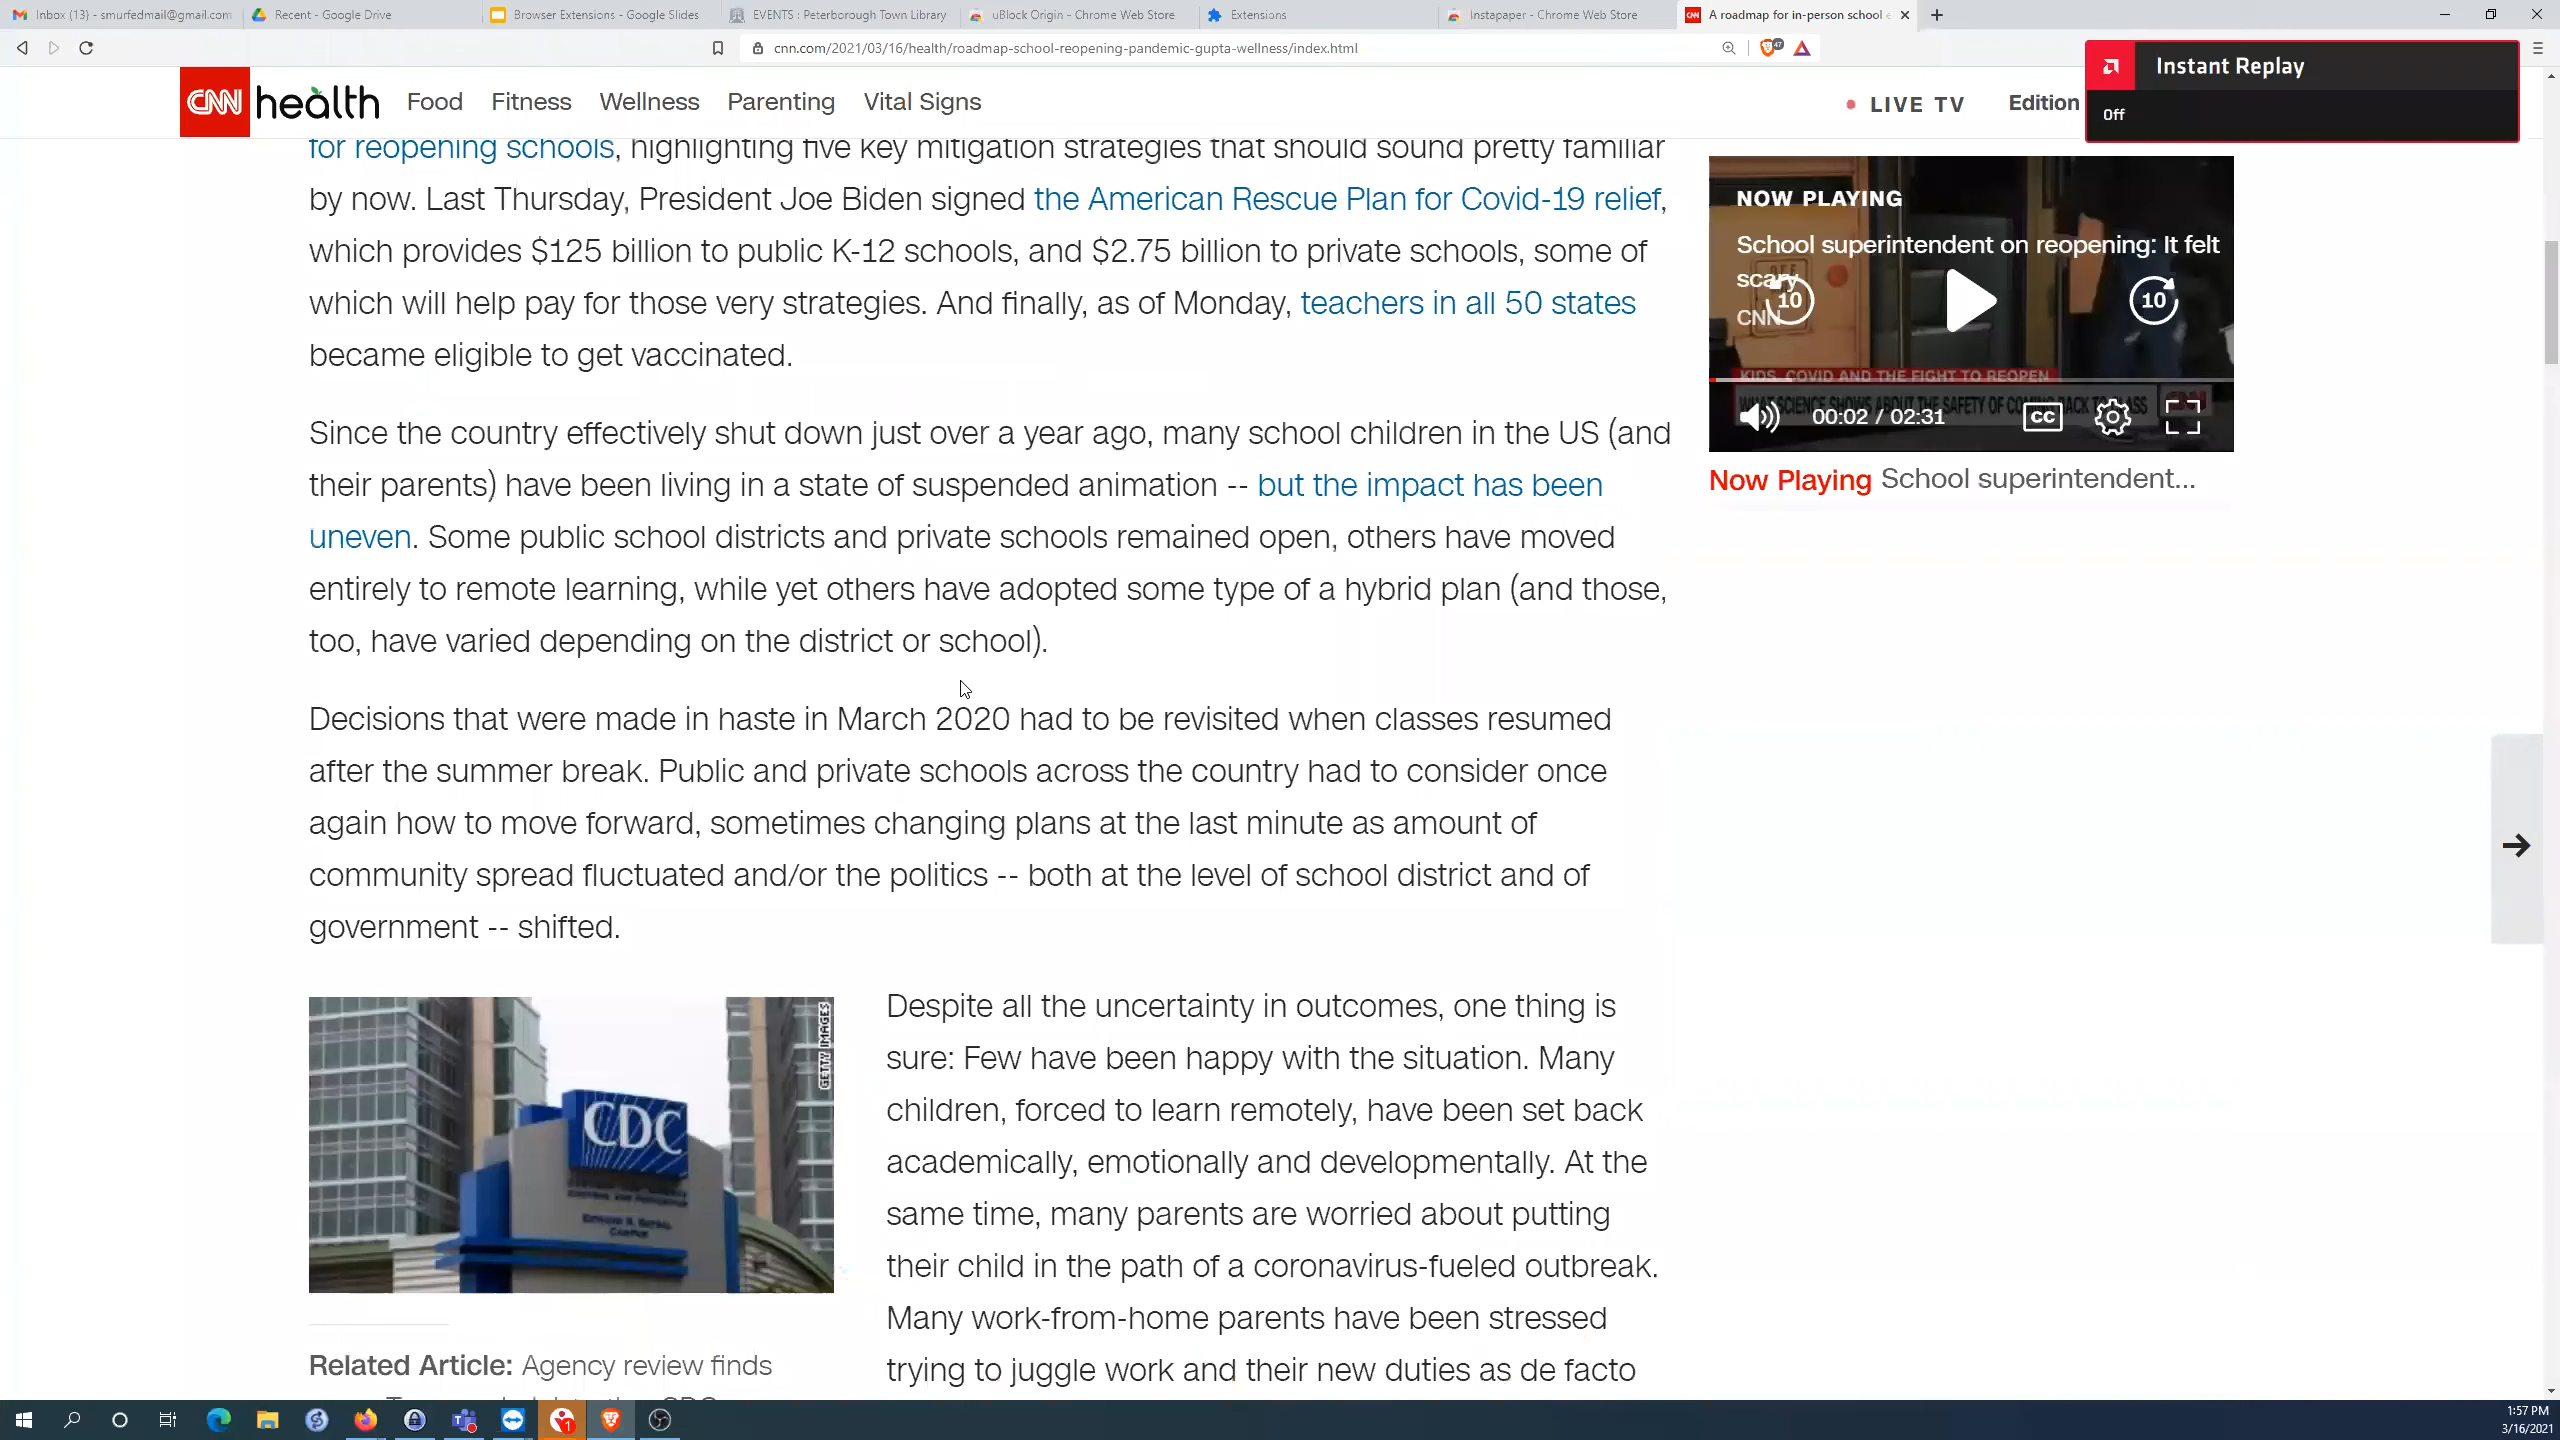 Inbox (13) - smurfedmail@gmail.com
Recent - Google Drive
Browser Extensions - Google Slides
EVENTS : Peterborough Town Library
uBlock Origin - Chrome Web Store
Extensions
Instapaper - Chrome Web Store
A roadmap for in-person school
cnn.com/2021/03/16/health/roadmap-school-reopening-pandemic-gupta-wellness/index.html
47
Instant Replay
Off
CNN health
Food
Fitness
Wellness
Parenting
Vital Signs
LIVE TV
Edition
for reopening schools, highlighting five key mitigation strategies that should sound pretty familiar
by now. Last Thursday, President Joe Biden signed the American Rescue Plan for Covid-19 relief,
which provides $125 billion to public K-12 schools, and $2.75 billion to private schools, some of
which will help pay for those very strategies. And finally, as of Monday, teachers in all 50 states
became eligible to get vaccinated.
Since the country effectively shut down just over a year ago, many school children in the US (and
their parents) have been living in a state of suspended animation -- but the impact has been
uneven. Some public school districts and private schools remained open, others have moved
entirely to remote learning, while yet others have adopted some type of a hybrid plan (and those,
too, have varied depending on the district or school).
Decisions that were made in haste in March 2020 had to be revisited when classes resumed
after the summer break. Public and private schools across the country had to consider once
again how to move forward, sometimes changing plans at the last minute as amount of
community spread fluctuated and/or the politics -- both at the level of school district and of
government -- shifted.
NOW PLAYING
School superintendent on reopening: It felt
scary
CNN
10
10
KIDS, COVID AND THE FIGHT TO REOPEN
WHAT SCIENCE SHOWS ABOUT THE SAFETY OF COMING BACK TO CLASS
00:02 / 02:31
CC
Now Playing School superintendent...
GETTY IMAGES
CDC
Related Article: Agency review finds
Despite all the uncertainty in outcomes, one thing is
sure: Few have been happy with the situation. Many
children, forced to learn remotely, have been set back
academically, emotionally and developmentally. At the
same time, many parents are worried about putting
their child in the path of a coronavirus-fueled outbreak.
Many work-from-home parents have been stressed
trying to juggle work and their new duties as de facto
1
1:57 PM
3/16/2021